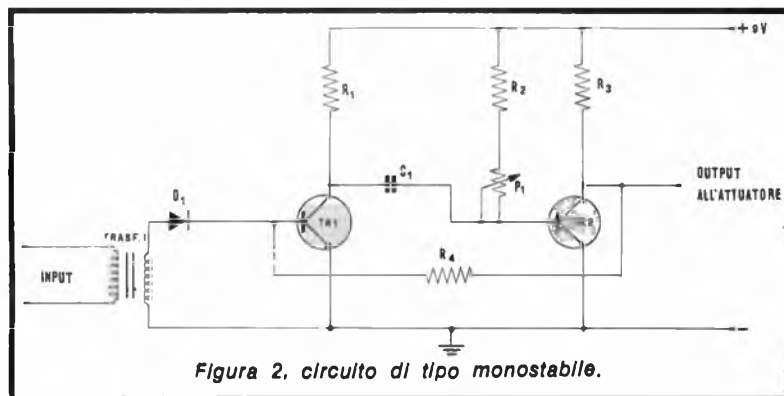 + 9V
R1
R2
R3
C1
P1
OUTPUT
ALL'ATTUATORE
D1
TR1
R4
INPUT
Figura 2, circuito di tipo monostabile.